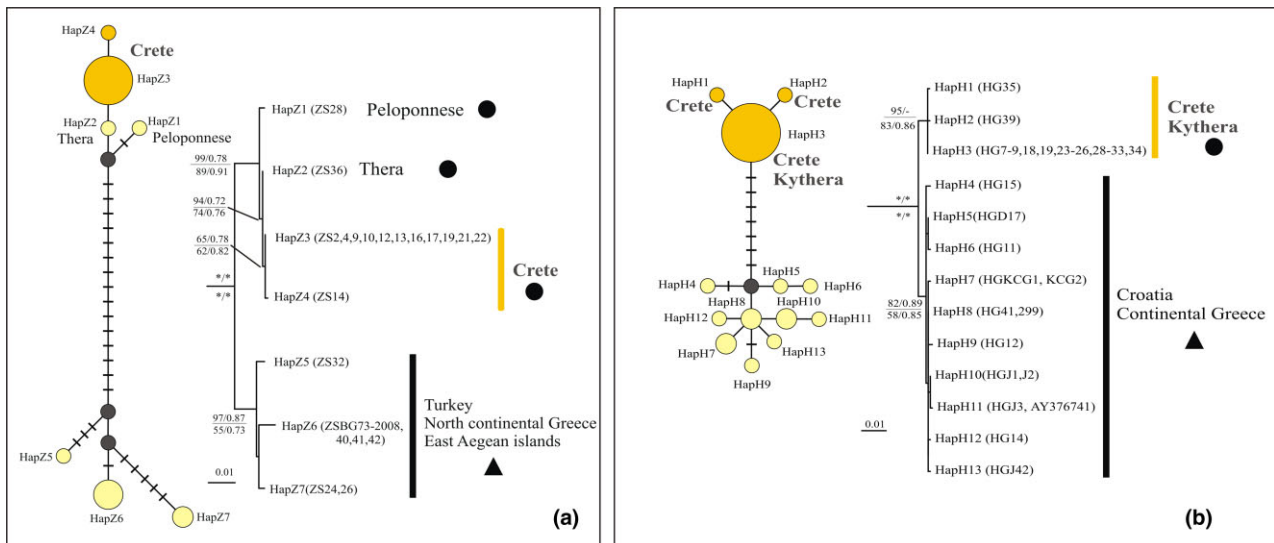 HapZ4
Crete
HapZ3
HapZ2
HapZ1
Thera
Peloponnese
HapZ5
HapZ6
HapZ7
HapZ1 (ZS28)
Peloponnese
99/0.78
89/0.91
HapZ2 (ZS36)
Thera
94/0.72
74/0.76
65/0.78
62/0.82
HapZ3 (ZS2,4,9,10,12,13,16,17,19,21,22)
Crete
*/*
*/*
HapZ4 (ZS14)
HapZ5 (ZS32)
97/0.87
55/0.73
HapZ6 (ZSBG73-2008,
40,41,42)
Turkey
North continental Greece
East Aegean islands
0.01
HapZ7(ZS24,26)
(a)
HapH1
HapH2
Crete
Crete
HapH3
Crete
Kythera
HapH5
HapH4
HapH6
HapH8
HapH10
HapH12
HapH11
HapH7
HapH13
HapH9
HapH1 (HG35)
95/-
83/0.86
HapH2 (HG39)
HapH3 (HG7-9,18,19,23-26,28-33,34)
Crete
Kythera
HapH4 (HG15)
*/*
*/*
HapH5(HGD17)
HapH6 (HG11)
HapH7 (HGKCG1, KCG2)
82/0.89
58/0.85
HapH8 (HG41,299)
HapH9 (HG12)
HapH10(HGJ1,J2)
HapH11 (HGJ3, AY376741)
HapH12 (HG14)
HapH13 (HGJ42)
Croatia
Continental Greece
0.01
(b)